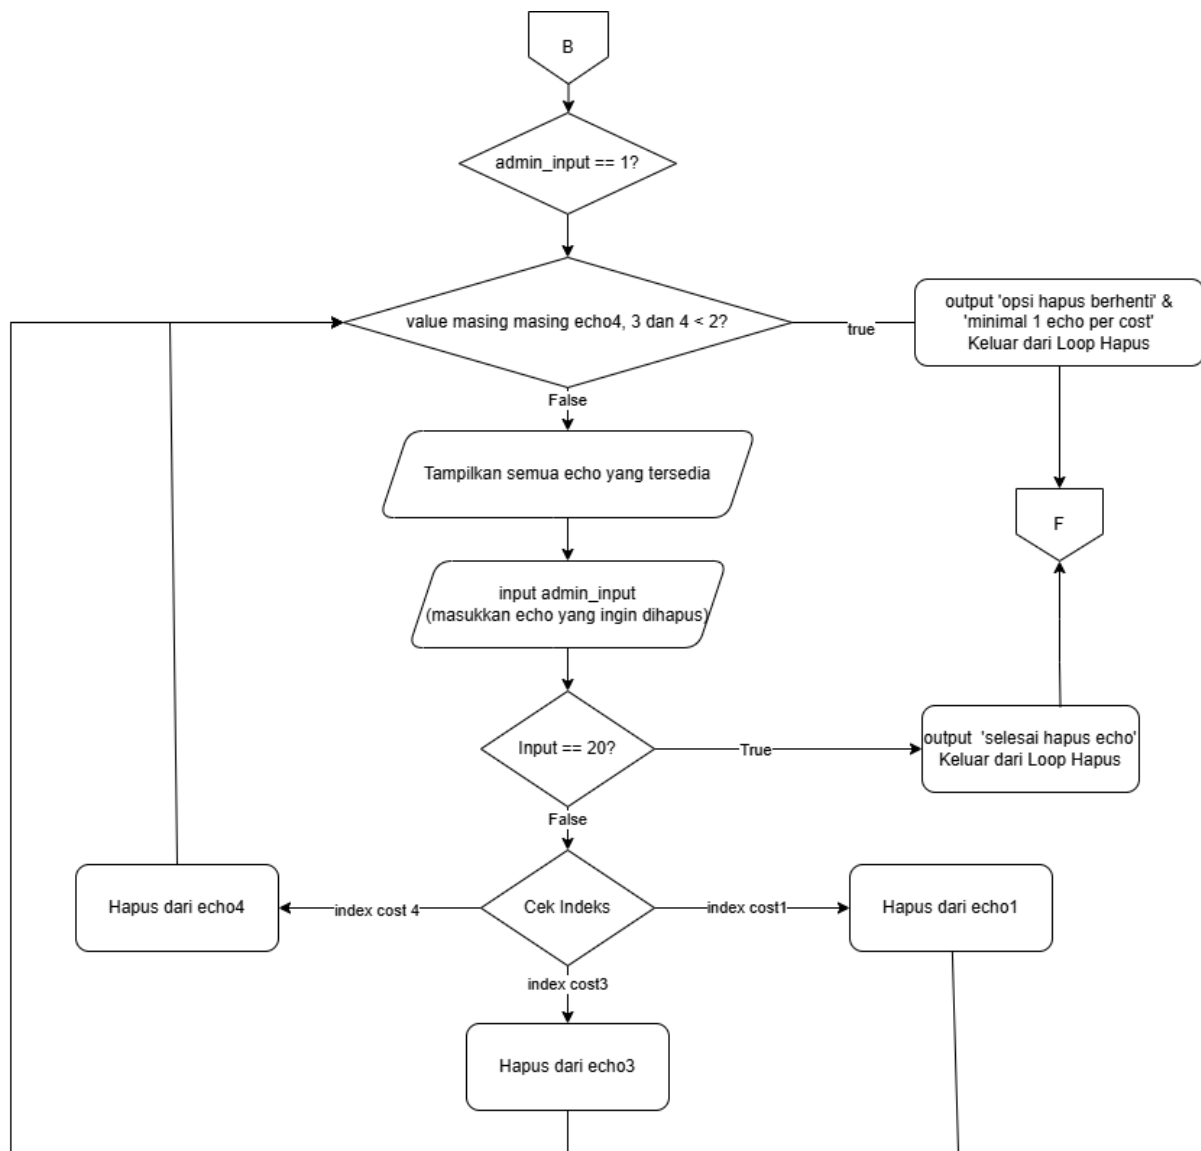 B
admin_input == 1?
value masing masing echo4, 3 dan 4 < 2?
true
output 'opsi hapus berhenti' &
'minimal 1 echo per cost'
Keluar dari Loop Hapus
False
Tampilkan semua echo yang tersedia
F
input admin_input
(masukkan echo yang ingin dihapus)
Input == 20?
True
output 'selesai hapus echo'
Keluar dari Loop Hapus
False
Hapus dari echo4
index cost 4
Cek Indeks
index cost1
Hapus dari echo1
index cost3
Hapus dari echo3